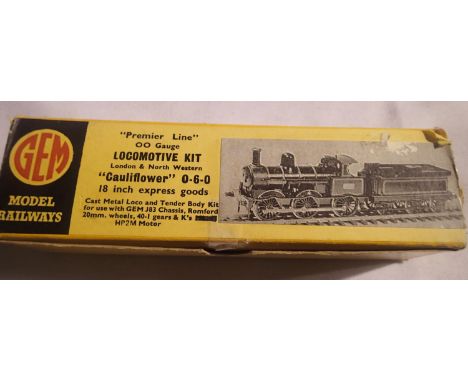 GEM
MODEL
RAILWAYS
"Premier Line"
OO Gauge
LOCOMOTIVE KIT
London & North Western
"Cauliflower" 0-6-0
18 inch express goods
Cast Metal Loco and Tender Body Kit
for use with GEM J83 Chassis, Romford
20mm. wheels, 40-1 gears & K's
HP2M Motor